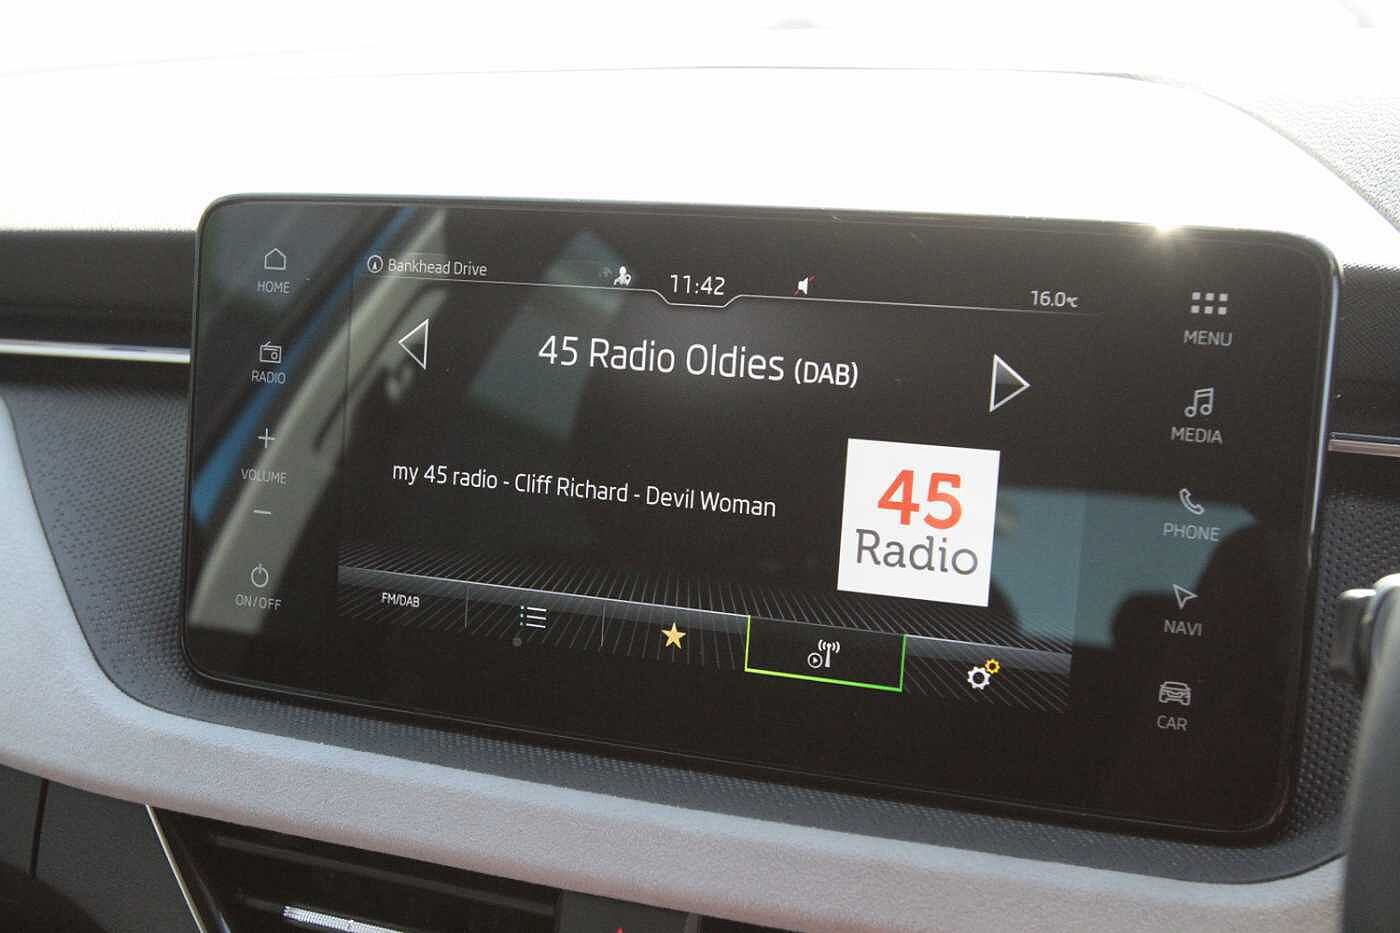 Bankhead Drive
11:42
16.0℃
45 Radio Oldies (DAB)
my 45 radio - Cliff Richard - Devil Woman
45
Radio
FM/DAB
HOME
RADIO
VOLUME
ON/OFF
MENU
MEDIA
PHONE
NAVI
CAR